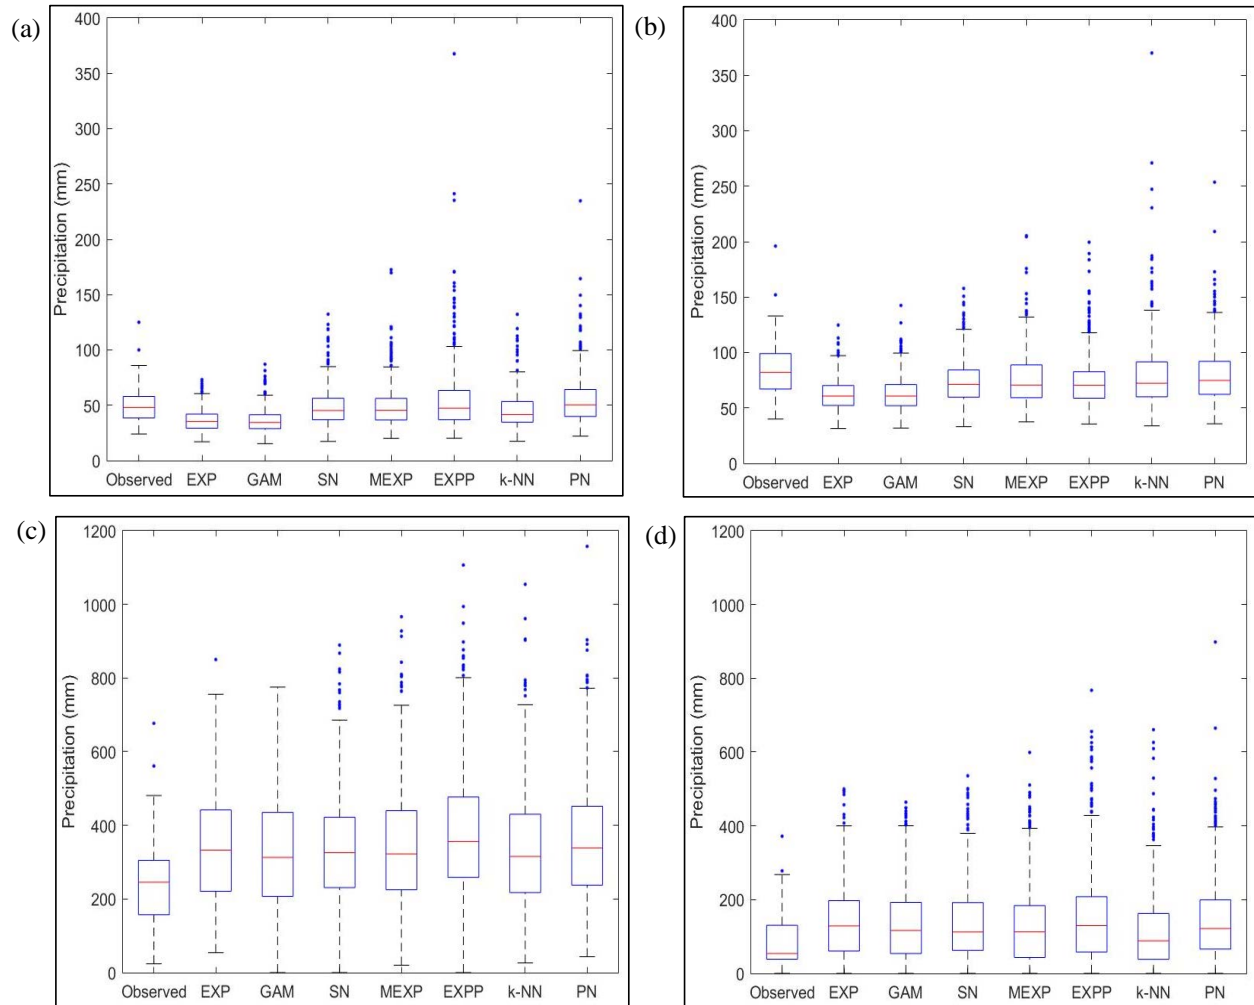 (a)
400
350
300
250
200
150
100
50
0
Precipitation (mm)
Observed EXP GAM SN MEXP EXPP k-NN PN
(b)
400
350
300
250
200
150
100
50
0
Precipitation (mm)
Observed EXP GAM SN MEXP EXPP k-NN PN
(c)
1200
1000
800
600
400
200
0
Precipitation (mm)
Observed EXP GAM SN MEXP EXPP k-NN PN
(d)
1200
1000
800
600
400
200
0
Precipitation (mm)
Observed EXP GAM SN MEXP EXPP k-NN PN